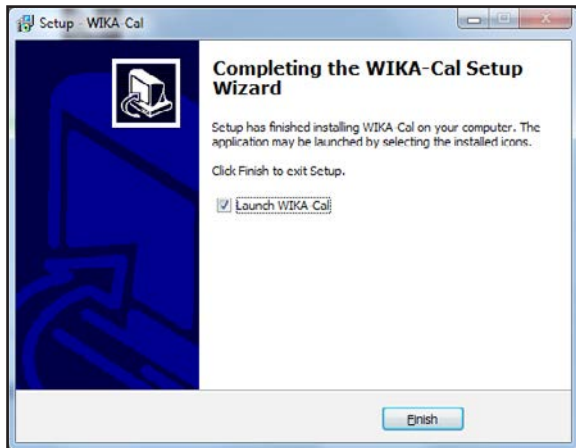 Setup - WIKA-Cal
Completing the WIKA-Cal Setup
Wizard
Setup has finished installing WIKA-Cal on your computer. The
application may be launched by selecting the installed icons.
Click Finish to exit Setup.
Launch WIKA-Cal
Finish